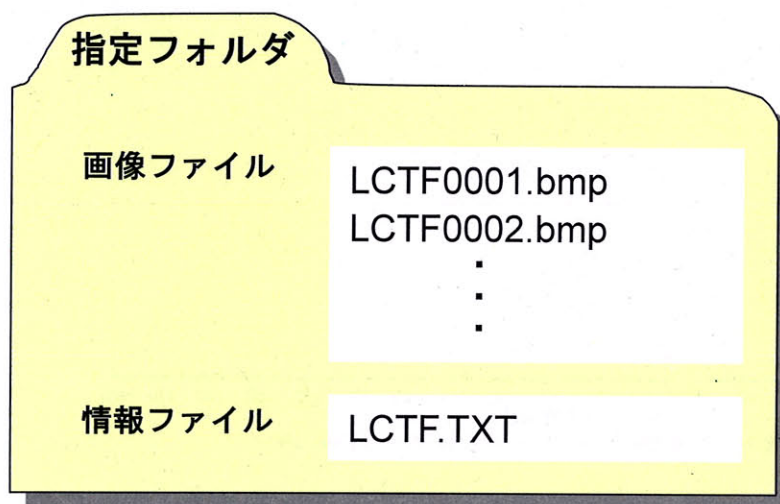 指定フォルダ
画像ファイル
LCTF0001.bmp
LCTF0002.bmp
・
・
・
情報ファイル
LCTF.TXT